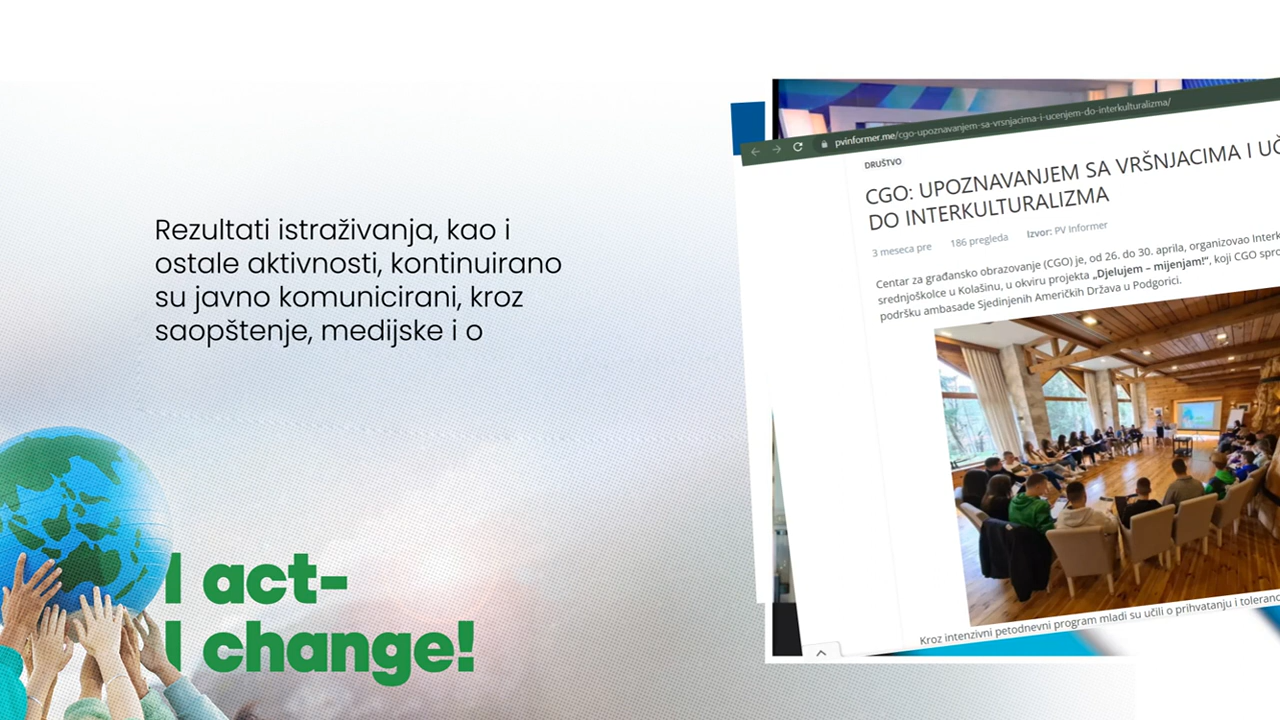 Rezultati istraživanja, kao i
ostale aktivnosti, kontinuirano
su javno komunicirani, kroz
saopštenje, medijske i o
I act-
I change!
pvinformer.me/cgo-upoznavanjem-sa-vrsnjacima-i-ucenjem-do-interkulturalizma/
DRUŠTVO
CGO: UPOZNAVANJEM SA VRŠNJACIMA I UČ
DO INTERKULTURALIZMA
3 meseca pre 186 pregleda Izvor: PV Informer
Centar za građansko obrazovanje (CGO) je, od 26. do 30. aprila, organizovao Interk
srednjoškolce u Kolašinu, u okviru projekta „Djelujem – mijenjam!“, koji CGO spro
podršku ambasade Sjedinjenih Američkih Država u Podgorici.
Kroz intenzivni petodnevni program mladi su učili o prihvatanju i toleranc